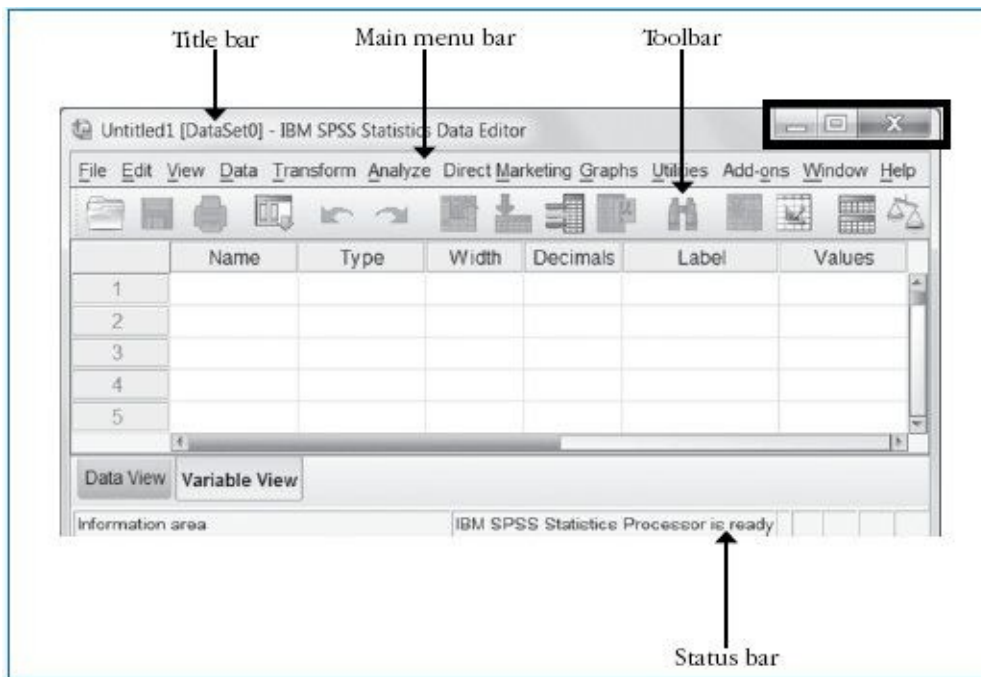 Title bar Main menu bar Toolbar
Untitled1 [DataSet0] - IBM SPSS Statistics Data Editor
File Edit View Data Transform Analyze Direct Marketing Graphs Utilities Add-ons Window Help
Name Type Width Decimals Label Values
1
2
3
4
5
Data View Variable View
Information area IBM SPSS Statistics Processor is ready
Status bar